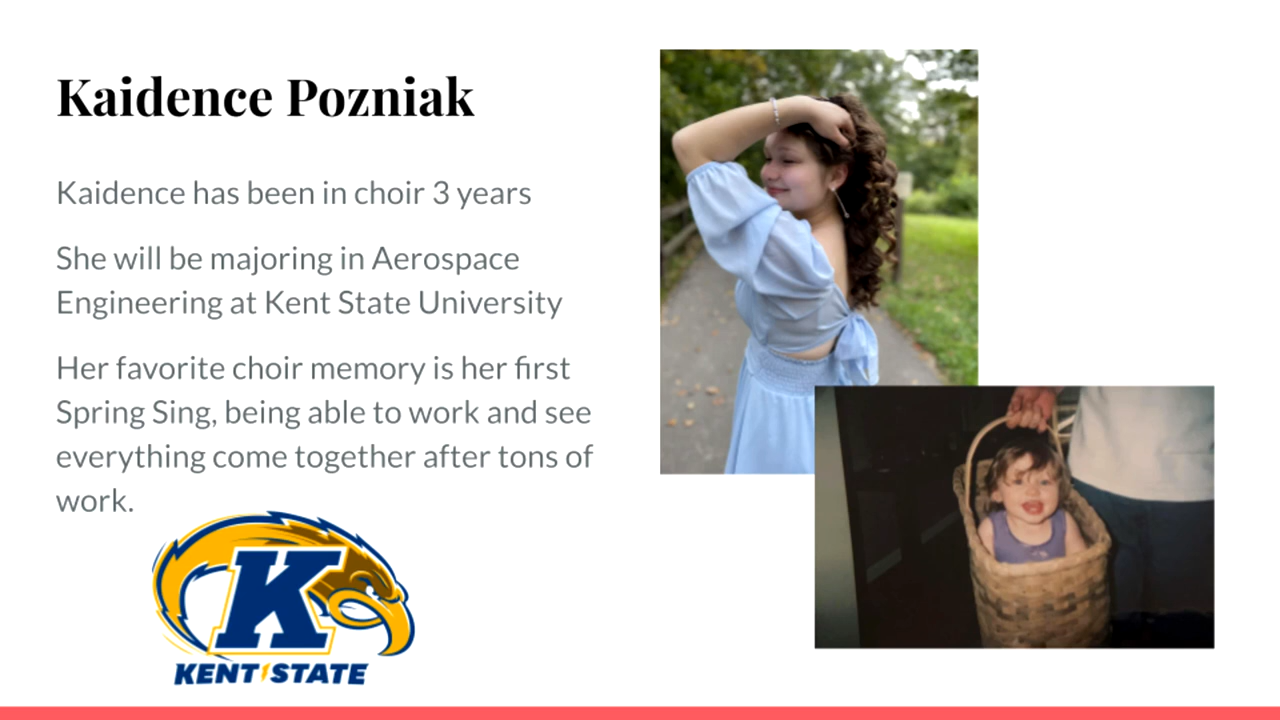 Kaidence Pozniak
Kaidence has been in choir 3 years
She will be majoring in Aerospace
Engineering at Kent State University
Her favorite choir memory is her first
Spring Sing, being able to work and see
everything come together after tons of
work.
K
KENT STATE